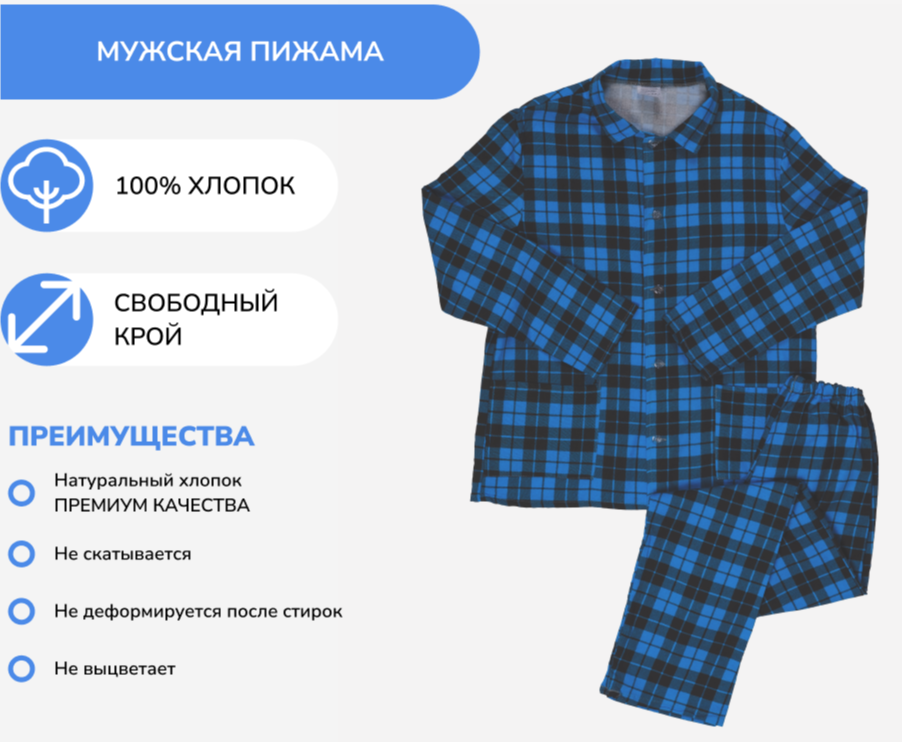 МУЖСКАЯ ПИЖАМА
100% ХЛОПОК
СВОБОДНЫЙ
КРОЙ
ПРЕИМУЩЕСТВА
Натуральный хлопок
ПРЕМИУМ КАЧЕСТВА
Не скатывается
Не деформируется после стирок
Не выцветает